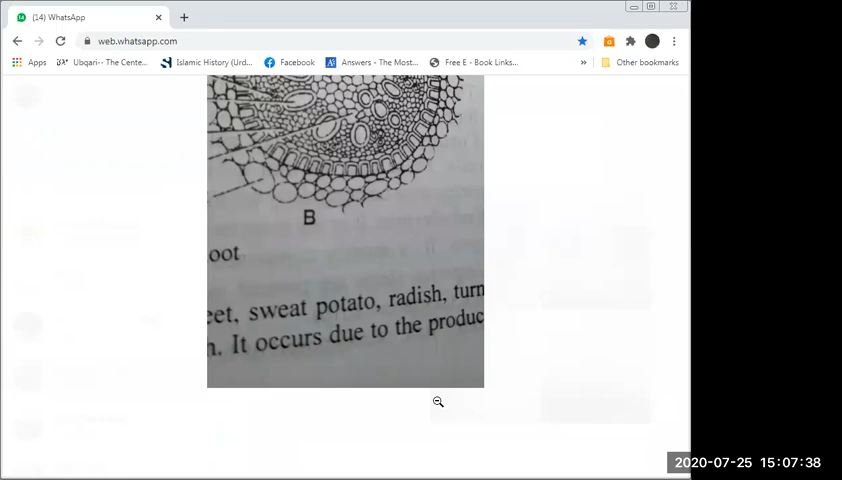 (14) WhatsApp
web.whatsapp.com
Apps
Ubqari-- The Cente...
Islamic History (Urd...
Facebook
Answers - The Most...
Free E - Book Links...
»
Other bookmarks
B
oot
eet, sweat potato, radish, turn
n. It occurs due to the produc
2020-07-25 15:07:38